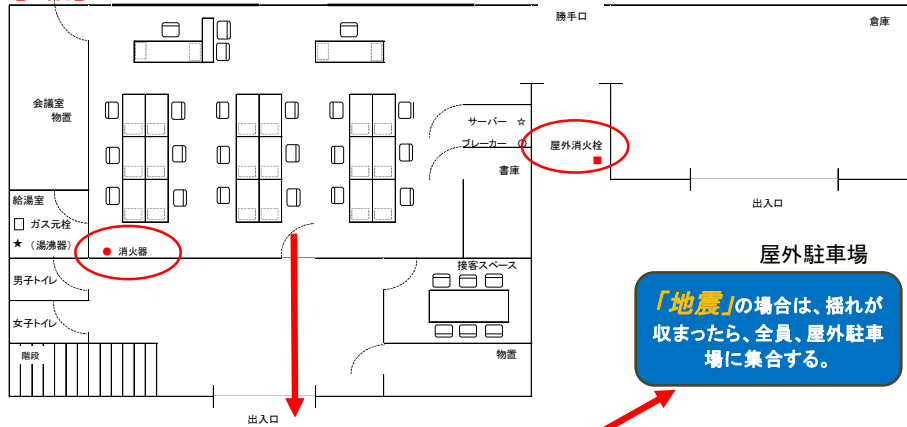 勝手口
倉庫
会議室
物置
サーバー ☆
ブレーカー ○
屋外消火栓
書庫
給湯室
ガス元栓
★ (湯沸器)
消火器
出入口
男子トイレ
接客スペース
屋外駐車場
女子トイレ
「地震」の場合は、揺れが
収まったら、全員、屋外駐車
場に集合する。
階段
物置
出入口